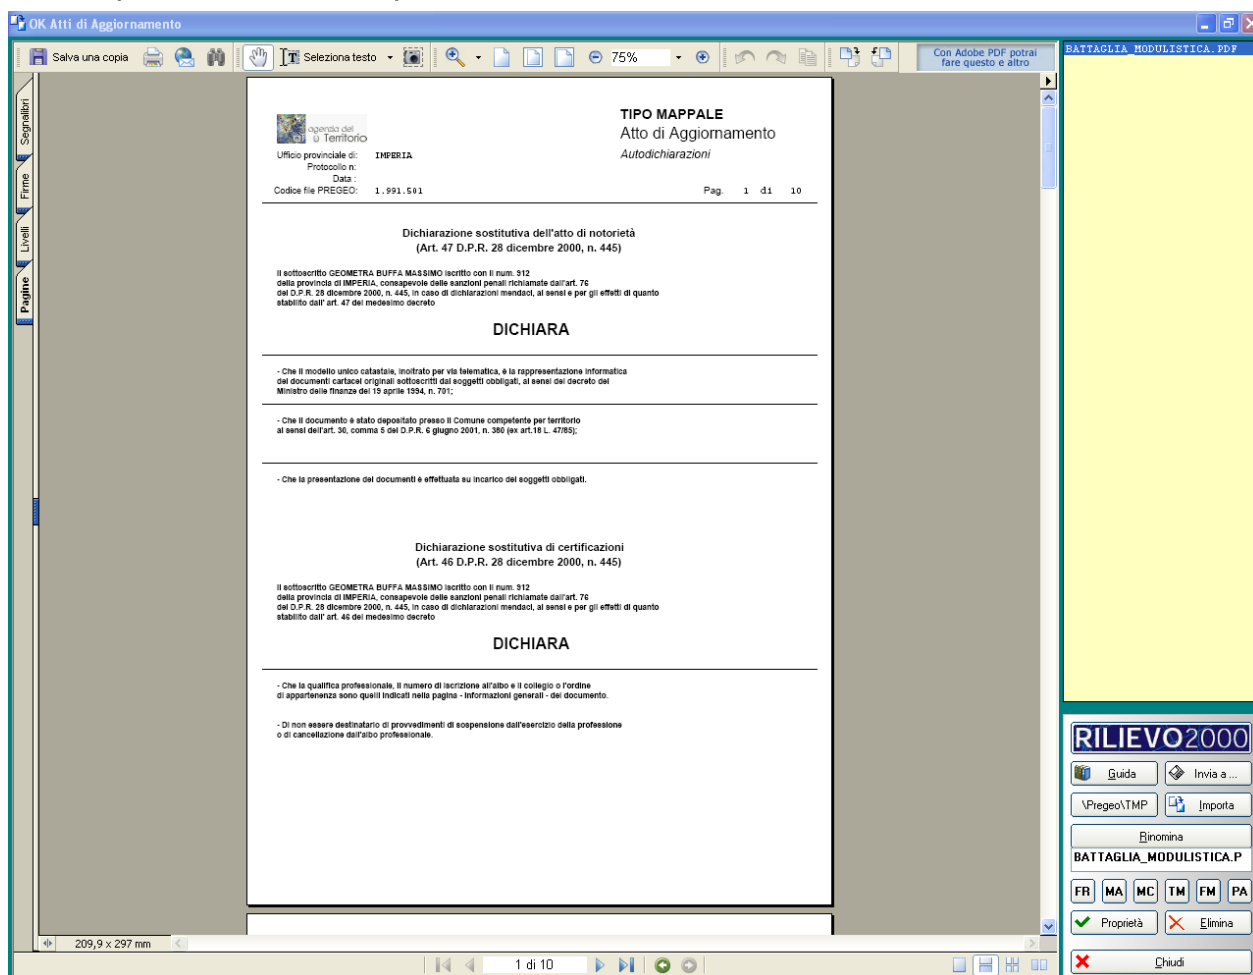 OK Atti di Aggiornamento
Salva una copia
Seleziona testo
75%
Con Adobe PDF potrai
fare questo e altro
BATTAGLIA_MODULISTICA.PDF
Segnalibri
Firme
Livelli
Pagine
agenzia del
Territorio
TIPO MAPPALE
Atto di Aggiornamento
Autodichiarazioni
Ufficio provinciale di: IMPERIA
Protocollo n:
Data :
Codice file PREGEO: 1.991.501
Pag. 1 di 10
Dichiarazione sostitutiva dell'atto di notorietà
(Art. 47 D.P.R. 28 dicembre 2000, n. 445)
Il sottoscritto GEOMETRA BUFFA MASSIMO iscritto con il num. 912
della provincia di IMPERIA, consapevole delle sanzioni penali richiamate dall'art. 76
del D.P.R. 28 dicembre 2000, n. 445, in caso di dichiarazioni mendaci, ai sensi e per gli effetti di quanto
stabilito dall' art. 47 del medesimo decreto
DICHIARA
- Che il modello unico catastale, inoltrato per via telematica, è la rappresentazione informatica
dei documenti cartacei originali sottoscritti dai soggetti obbligati, ai sensi del decreto del
Ministro delle finanze del 19 aprile 1994, n. 701;
- Che il documento è stato depositato presso il Comune competente per territorio
ai sensi dell'art. 30, comma 5 del D.P.R. 6 giugno 2001, n. 380 (ex art.18 L. 47/85);
- Che la presentazione dei documenti è effettuata su incarico dei soggetti obbligati.
Dichiarazione sostitutiva di certificazioni
(Art. 46 D.P.R. 28 dicembre 2000, n. 445)
Il sottoscritto GEOMETRA BUFFA MASSIMO iscritto con il num. 912
della provincia di IMPERIA, consapevole delle sanzioni penali richiamate dall'art. 76
del D.P.R. 28 dicembre 2000, n. 445, in caso di dichiarazioni mendaci, ai sensi e per gli effetti di quanto
stabilito dall' art. 46 del medesimo decreto
DICHIARA
- Che la qualifica professionale, il numero di iscrizione all'albo e il collegio o l'ordine
di appartenenza sono quelli indicati nella pagina - informazioni generali - del documento.
- Di non essere destinatario di provvedimenti di sospensione dall'esercizio della professione
o di cancellazione dall'albo professionale.
RILIEVO2000
Guida
Invia a ...
\Pregeo\TMP
Importa
Rinomina
BATTAGLIA_MODULISTICA.P
FR MA MC TM FM PA
Proprietà
Elimina
Chiudi
209,9 x 297 mm
1 di 10